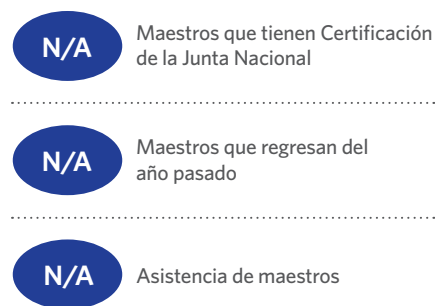 N/A
Maestros que tienen Certificación
de la Junta Nacional
N/A
Maestros que regresan del
año pasado
N/A
Asistencia de maestros